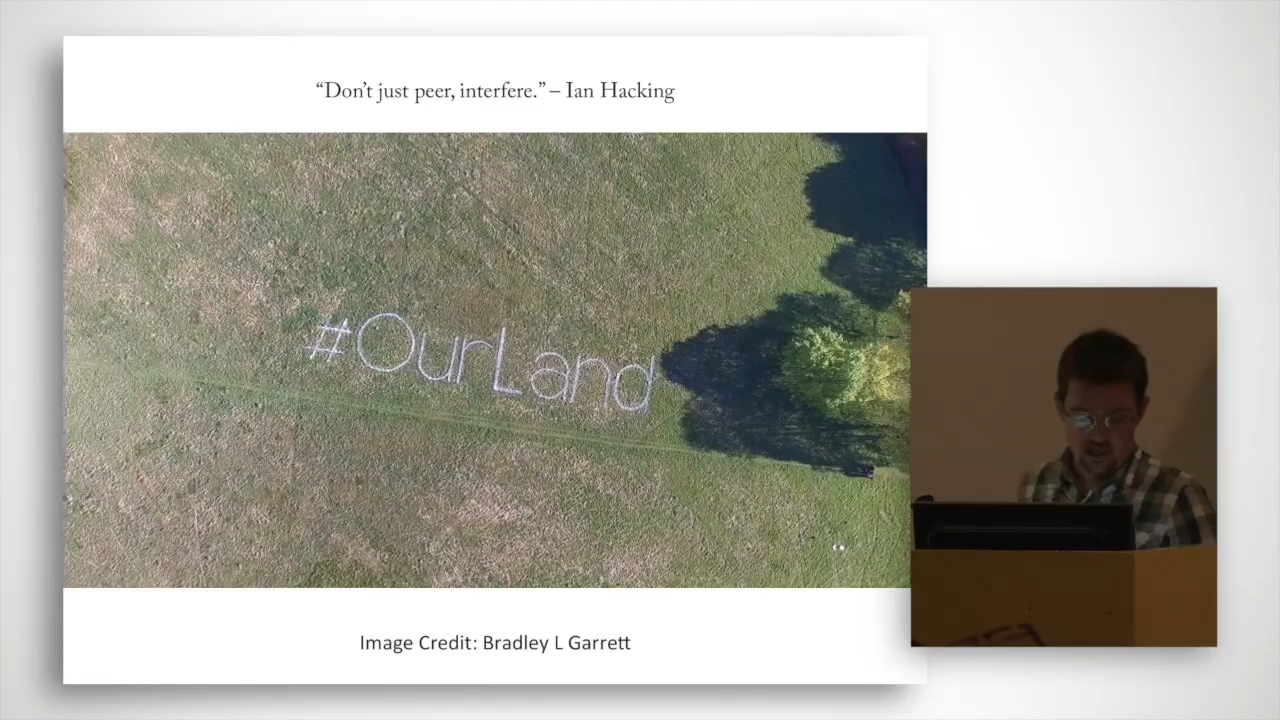 “Don’t just peer, interfere.” – Ian Hacking
#OurLand
Image Credit: Bradley L Garrett